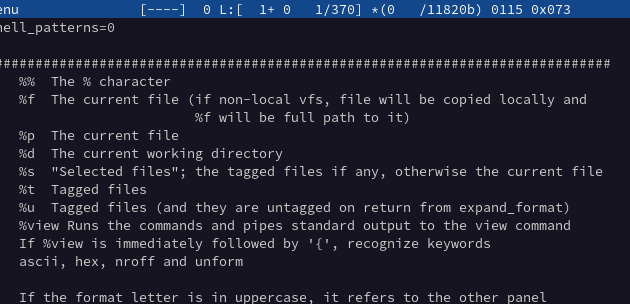 enu [----] 0 L:[ 1+ 0 1/370] *(0 /11820b) 0115 0x073
hell_patterns=0
################################################################################
%% The % character
%f The current file (if non-local vfs, file will be copied locally and
%f will be full path to it)
%p The current file
%d The current working directory
%s "Selected files"; the tagged files if any, otherwise the current file
%t Tagged files
%u Tagged files (and they are untagged on return from expand_format)
%view Runs the commands and pipes standard output to the view command
If %view is immediately followed by '{', recognize keywords
ascii, hex, nroff and unform
If the format letter is in uppercase, it refers to the other panel